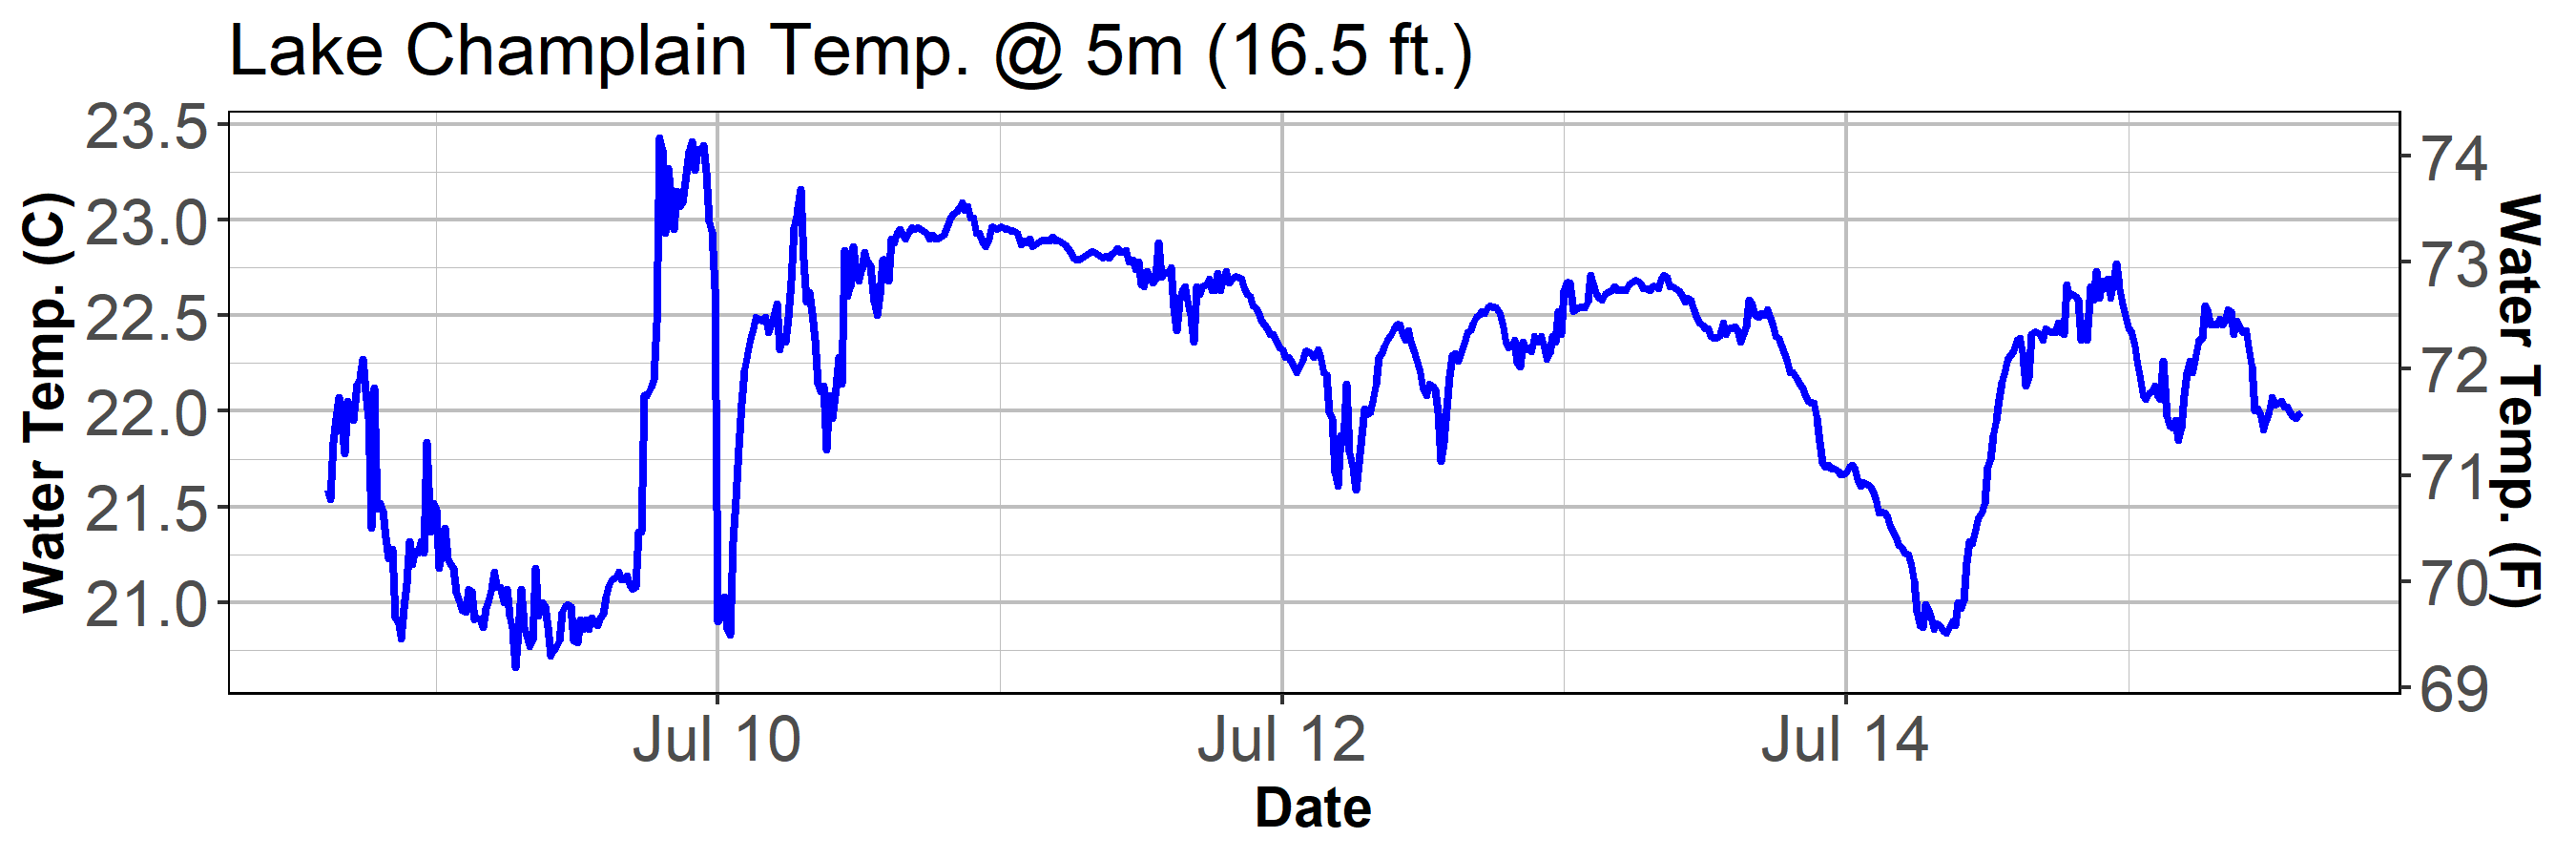 Lake Champlain Temp. @ 5m (16.5 ft.)
Water Temp. (C)
23.5
23.0
22.5
22.0
21.5
21.0
74
73
72
71
70
69
Water Temp. (F)
Jul 10
Jul 12
Jul 14
Date